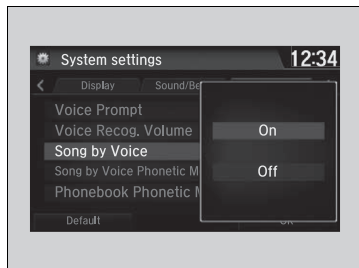 System settings
12:34
Display
Sound/Be
Voice Prompt
Voice Recog. Volume
On
Song by Voice
Song by Voice Phonetic M
Off
Phonebook Phonetic M
Default